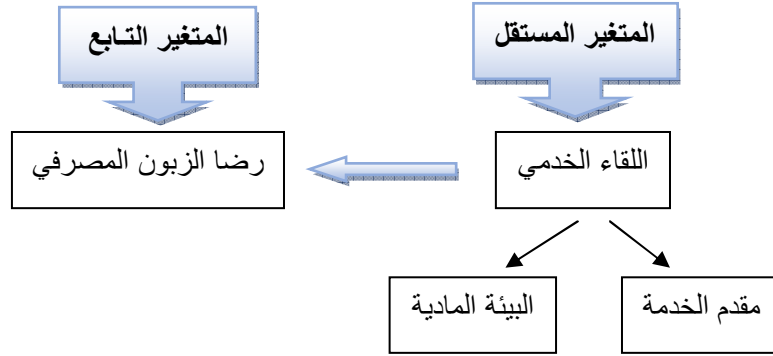 المتغير المستقل
المتغير التابع
اللقاء الخدمي
رضا الزبون المصرفي
مقدم الخدمة
البيئة المادية